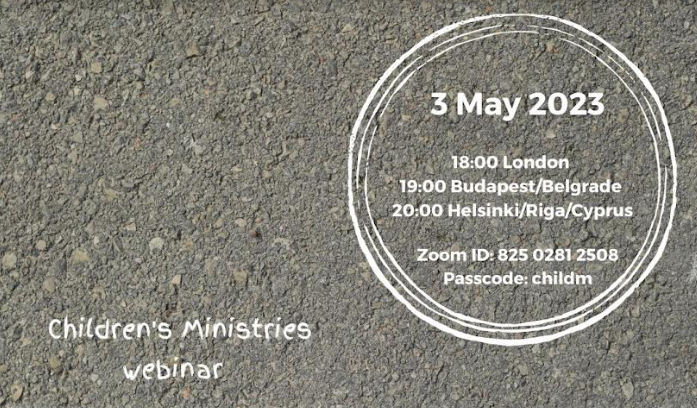 3 May 2023
18:00 London
19:00 Budapest/Belgrade
20:00 Helsinki/Riga/Cyprus
Zoom ID: 825 0281 2508
Passcode: childm
Children's Ministries
webinar